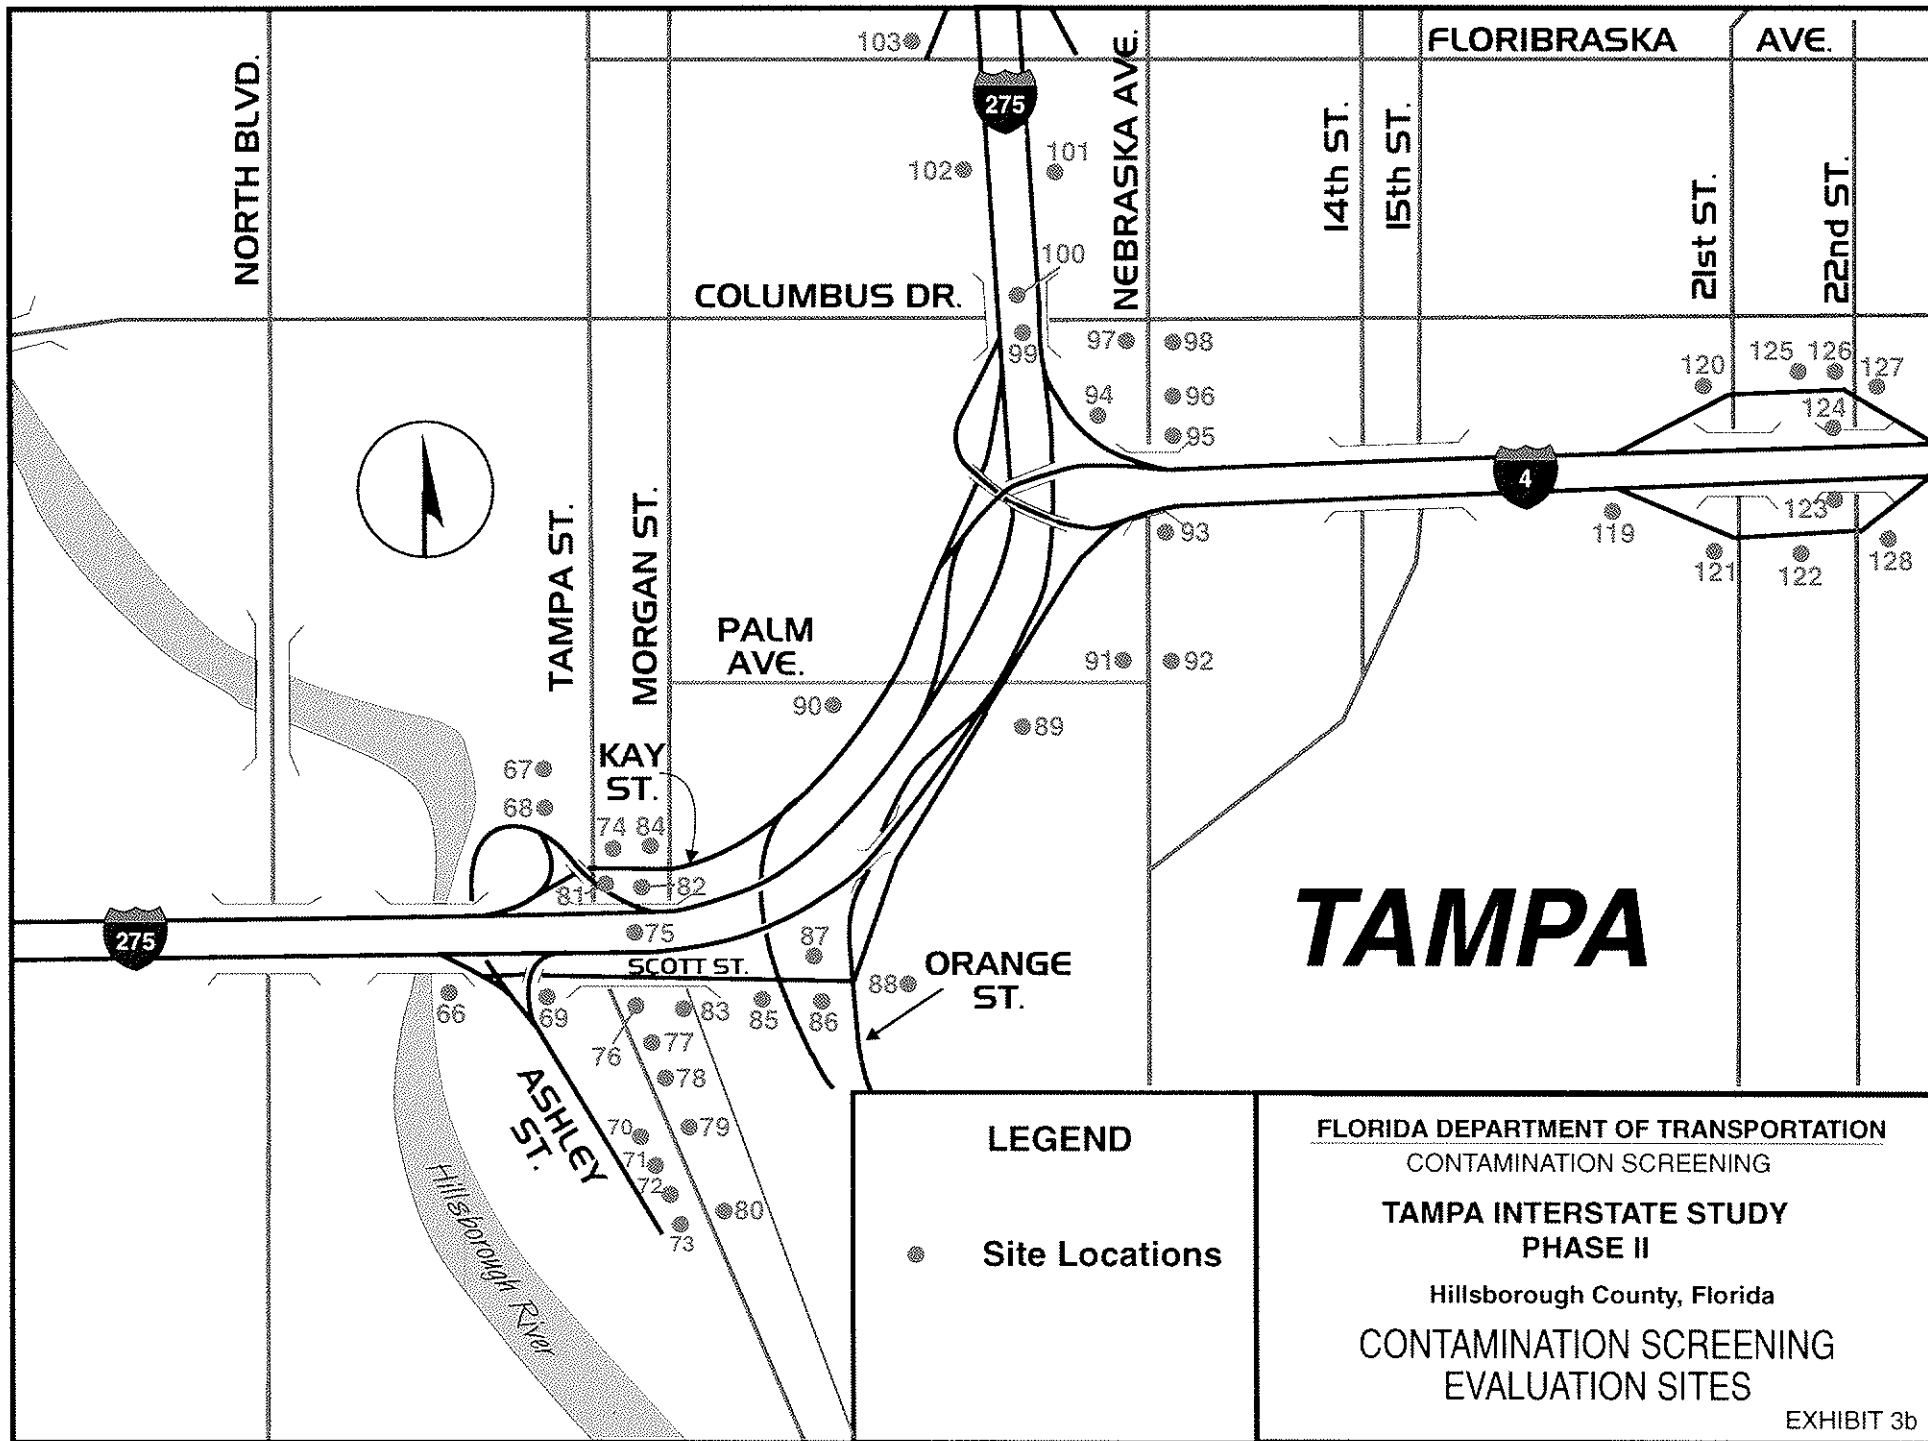 103
FLORIBRASKA AVE.
NORTH BLVD.
275
NEBRASKA AVE.
14th ST.
15th ST.
21st ST.
22nd ST.
102
101
100
COLUMBUS DR.
99
97
98
94
96
95
120
125
126
127
124
4
123
119
121
122
128
93
TAMPA ST.
MORGAN ST.
PALM
AVE.
91
92
90
89
KAY
ST.
67
68
74
84
81
82
275
75
87
SCOTT ST.
ORANGE
ST.
88
66
69
76
83
85
86
77
78
79
70
71
72
73
80
ASHLEY
ST.
Hillsborough River
TAMPA
LEGEND
Site Locations
FLORIDA DEPARTMENT OF TRANSPORTATION
CONTAMINATION SCREENING
TAMPA INTERSTATE STUDY
PHASE II
Hillsborough County, Florida
CONTAMINATION SCREENING
EVALUATION SITES
EXHIBIT 3b